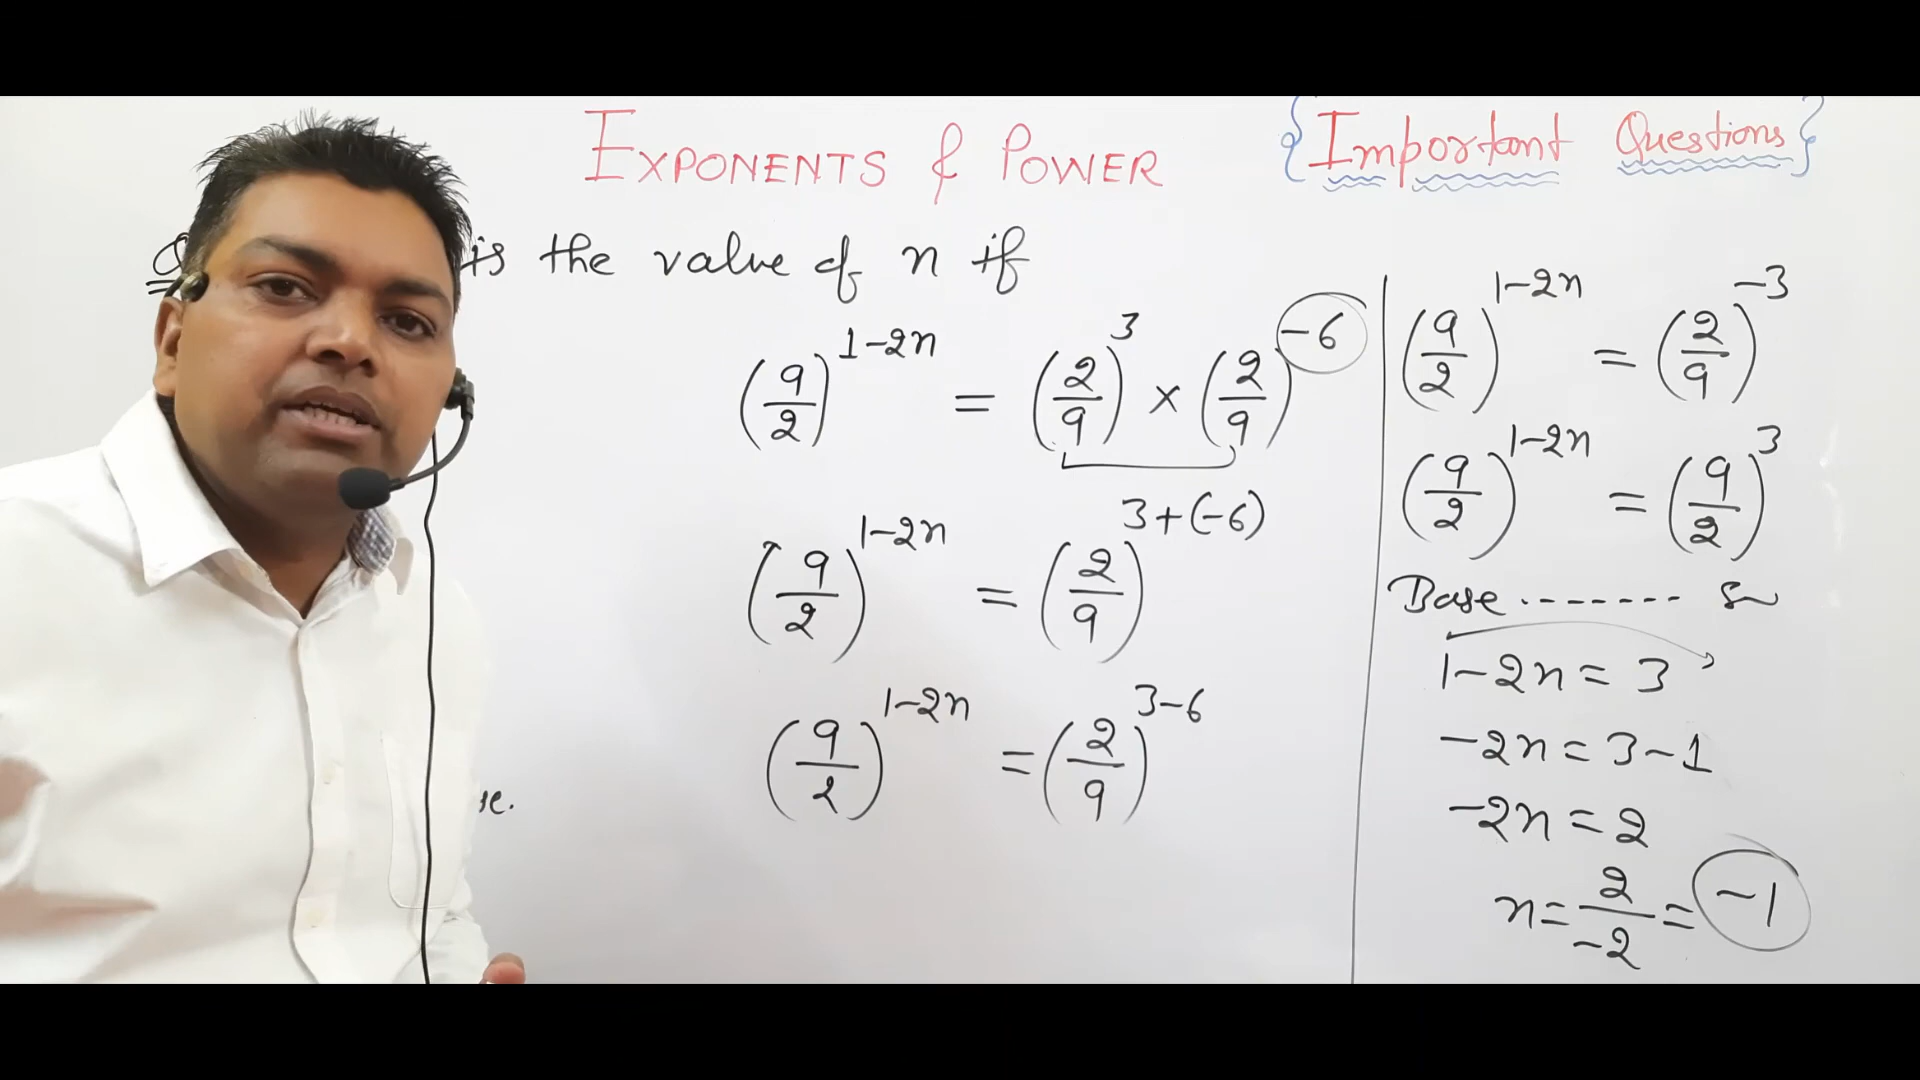 EXPONENTS & POWER
{Important Questions}
is the value of n if
(9/2)^1-2n = (2/9)^3 × (2/9)^-6
(9/2)^1-2n = (2/9)^3+(-6)
(9/2)^1-2n = (2/9)^3-6
(9/2)^1-2n = (2/9)^-3
(9/2)^1-2n = (9/2)^3
Base -------
1-2n = 3
-2n = 3-1
-2n = 2
n = 2/-2 = -1